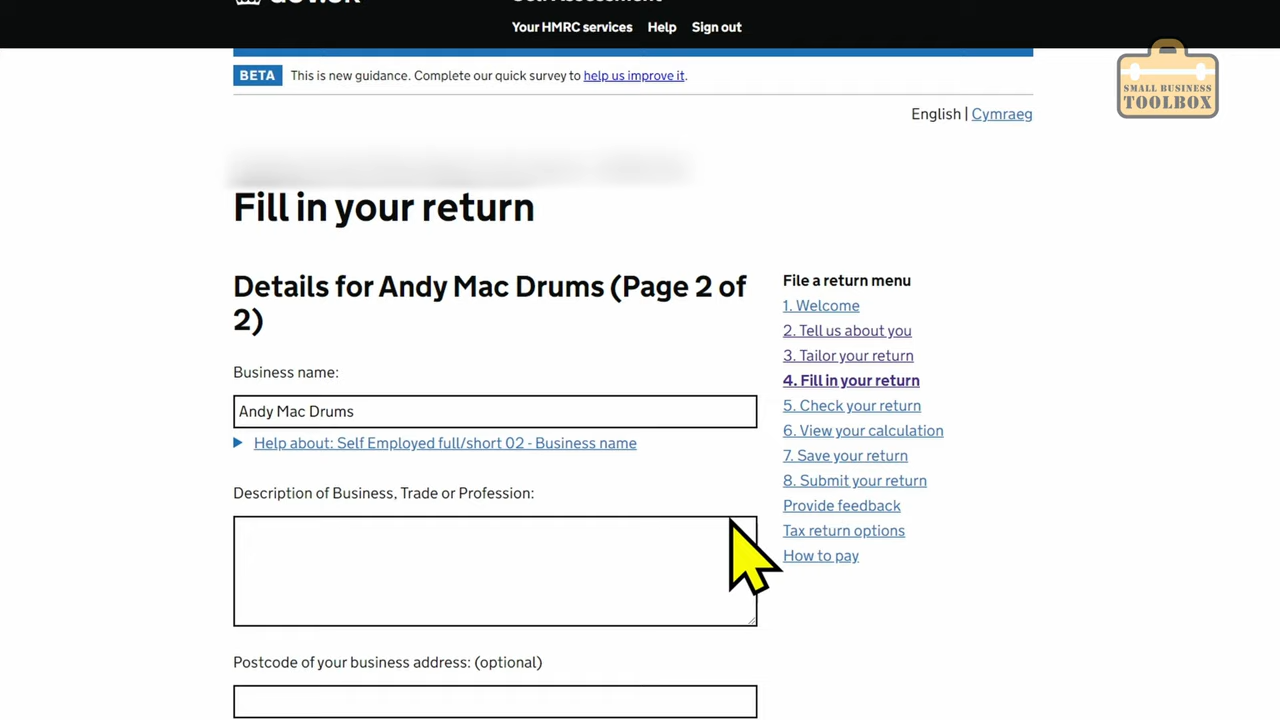 Your HMRC services Help Sign out
BETA This is new guidance. Complete our quick survey to help us improve it.
SMALL BUSINESS
TOOLBOX
English | Cymraeg
Fill in your return
Details for Andy Mac Drums (Page 2 of
2)
Business name:
Andy Mac Drums
Help about: Self Employed full/short 02 - Business name
Description of Business, Trade or Profession:
Postcode of your business address: (optional)
File a return menu
1. Welcome
2. Tell us about you
3. Tailor your return
4. Fill in your return
5. Check your return
6. View your calculation
7. Save your return
8. Submit your return
Provide feedback
Tax return options
How to pay